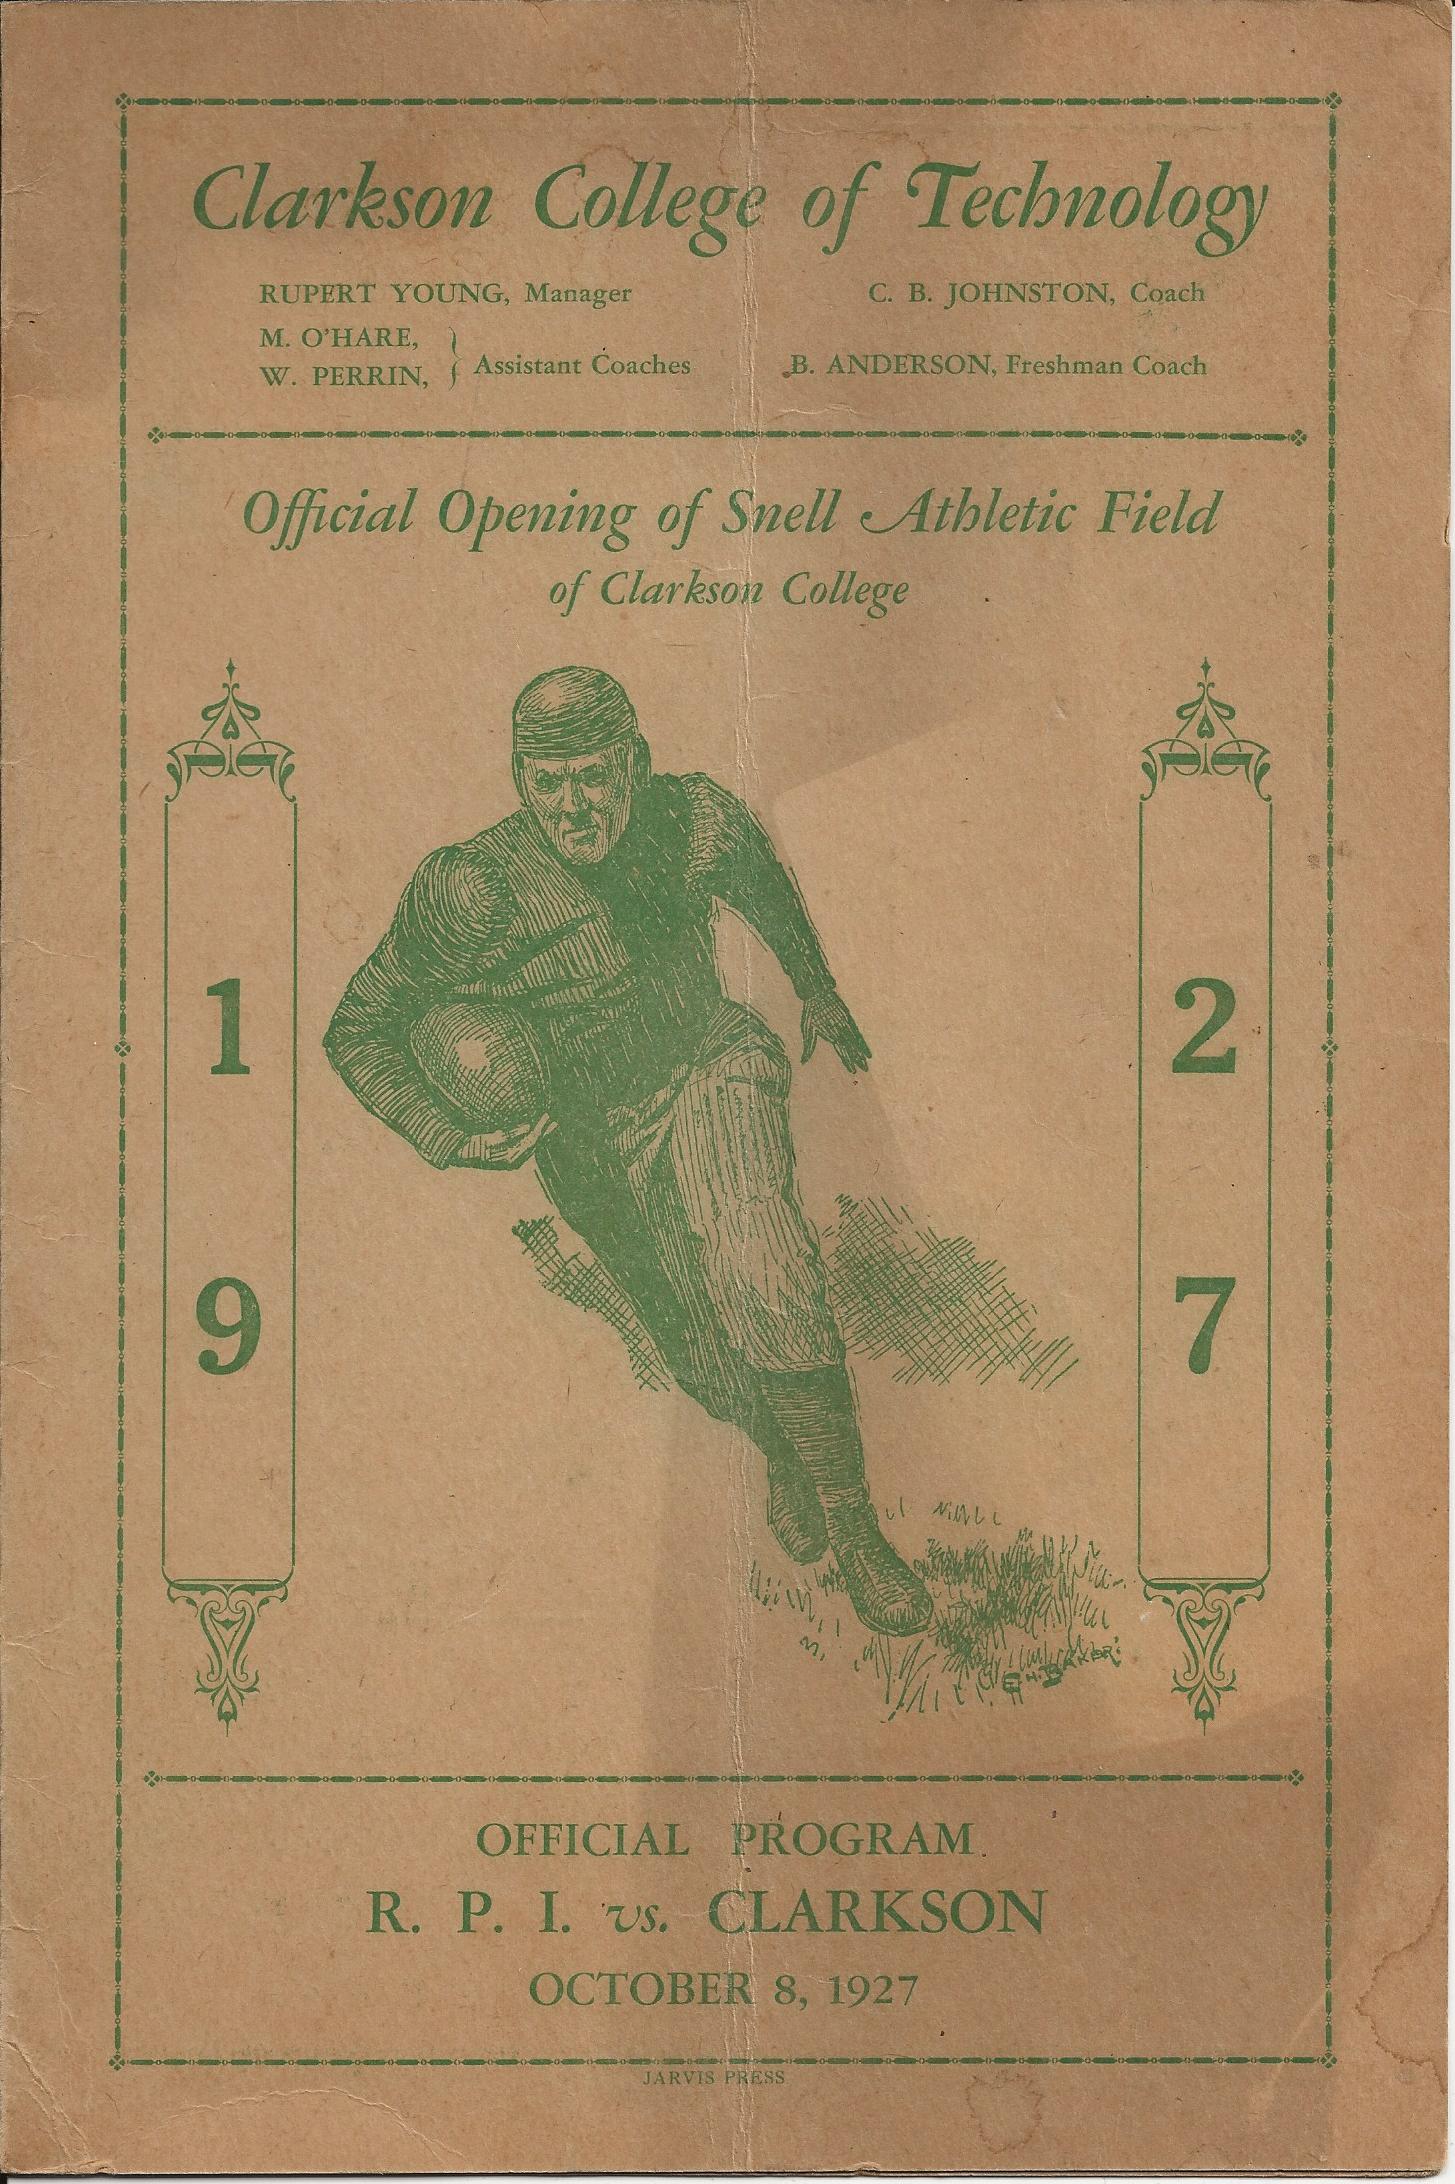 Clarkson College of Technology
RUPERT YOUNG, Manager
C. B. JOHNSTON, Coach
M. O'HARE,
W. PERRIN,
} Assistant Coaches
B. ANDERSON, Freshman Coach
Official Opening of Snell Athletic Field
of Clarkson College
1
9
2
7
E.H. BAKER
OFFICIAL PROGRAM
R. P. I. vs. CLARKSON
OCTOBER 8, 1927
JARVIS PRESS